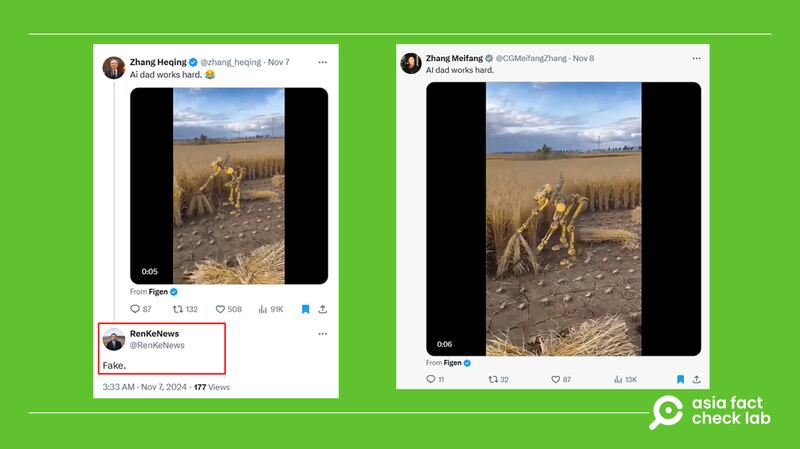 Zhang Heqing @zhang_heqing · Nov 7
Ai dad works hard. 😂
0:05
From Figen
87 132 508 91K
RenKeNews
@RenKeNews
Fake.
3:33 AM · Nov 7, 2024 · 177 Views
Zhang Meifang @CGMeifangZhang · Nov 8
AI dad works hard.
0:06
From Figen
11 32 87 13K
asia fact
check lab